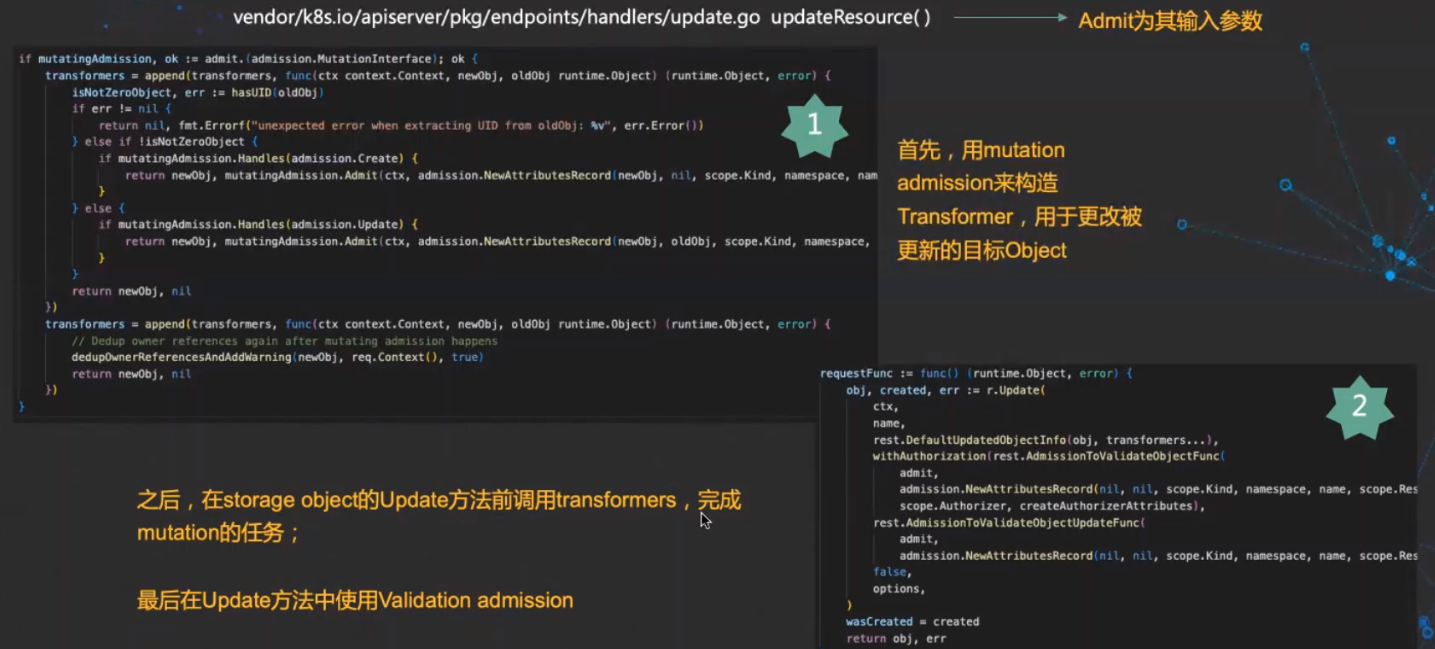 vendor/k8s.io/apiserver/pkg/endpoints/handlers/update.go updateResource( )
Admit为其输入参数
if mutatingAdmission, ok := admit.(admission.MutationInterface); ok {
transformers = append(transformers, func(ctx context.Context, newObj, oldObj runtime.Object) (runtime.Object, error) {
isNotZeroObject, err := hasUID(oldObj)
if err != nil {
return nil, fmt.Errorf("unexpected error when extracting UID from oldObj: %v", err.Error())
} else if !isNotZeroObject {
if mutatingAdmission.Handles(admission.Create) {
return newObj, mutatingAdmission.Admit(ctx, admission.NewAttributesRecord(newObj, nil, scope.Kind, namespace, nam
}
} else {
if mutatingAdmission.Handles(admission.Update) {
return newObj, mutatingAdmission.Admit(ctx, admission.NewAttributesRecord(newObj, oldObj, scope.Kind, namespace,
}
}
return newObj, nil
})
transformers = append(transformers, func(ctx context.Context, newObj, oldObj runtime.Object) (runtime.Object, error) {
// Dedup owner references again after mutating admission happens
dedupOwnerReferencesAndAddWarning(newObj, req.Context(), true)
return newObj, nil
})
}
1
首先，用mutation
admission来构造
Transformer，用于更改被
更新的目标Object
requestFunc := func() (runtime.Object, error) {
obj, created, err := r.Update(
ctx,
name,
rest.DefaultUpdatedObjectInfo(obj, transformers...),
withAuthorization(rest.AdmissionToValidateObjectFunc(
admit,
admission.NewAttributesRecord(nil, nil, scope.Kind, namespace, name, scope.Res
scope.Authorizer, createAuthorizerAttributes),
rest.AdmissionToValidateObjectUpdateFunc(
admit,
admission.NewAttributesRecord(nil, nil, scope.Kind, namespace, name, scope.Res
false,
options,
)
wasCreated = created
return obj, err
2
之后，在storage object的Update方法前调用transformers，完成
mutation的任务；
最后在Update方法中使用Validation admission